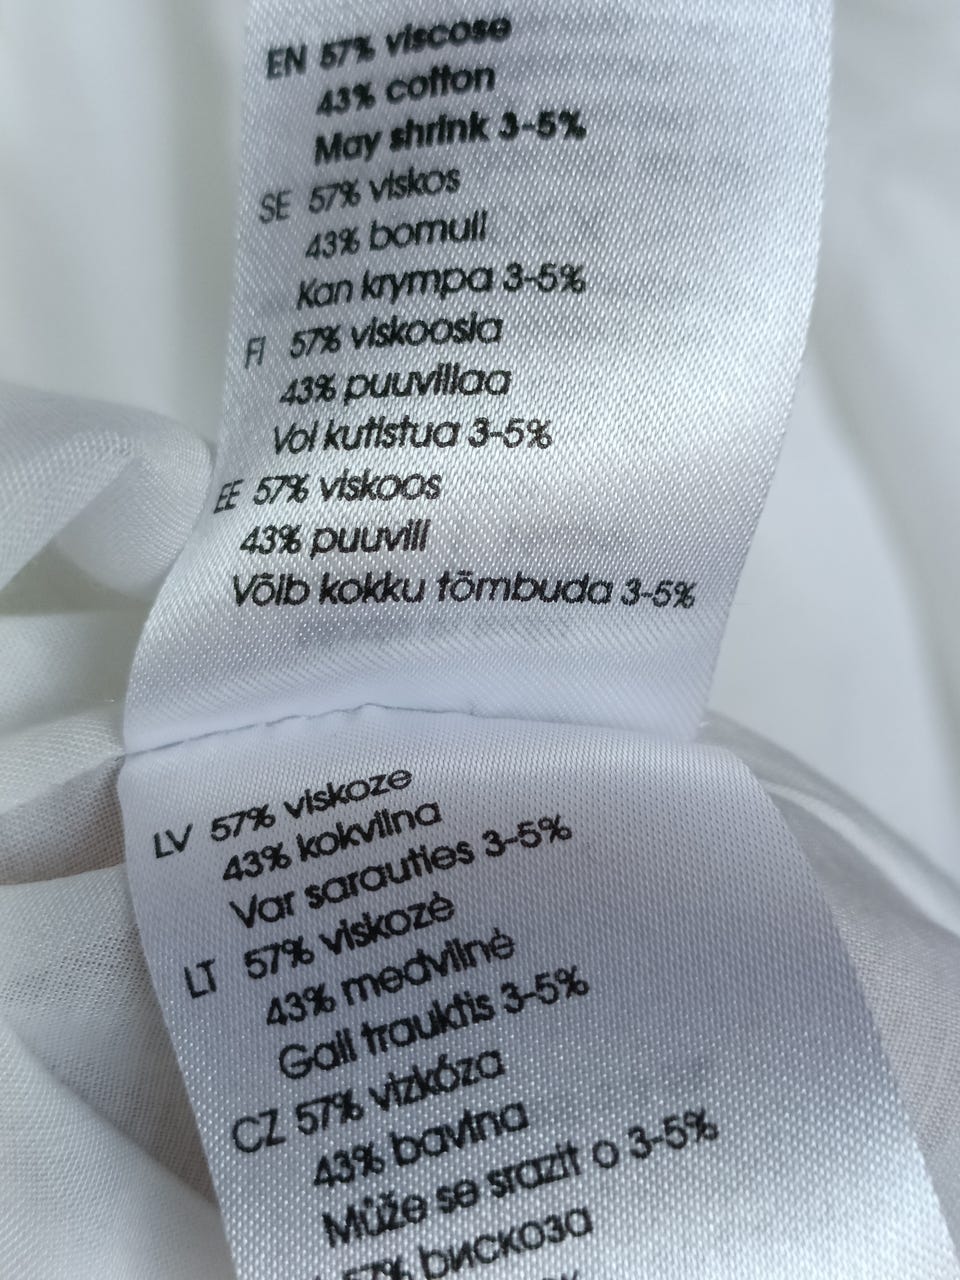 EN 57% viscose
43% cotton
May shrink 3-5%
SE 57% viskos
43% bomull
Kan krympa 3-5%
FI 57% viskoosia
43% puuvillaa
Voi kutistua 3-5%
EE 57% viskoos
43% puuvill
Võib kokku tõmbuda 3-5%
LV 57% viskoze
43% kokvilna
Var sarauties 3-5%
LT 57% viskozė
43% medvilnė
Gali trauktis 3-5%
CZ 57% vizkóza
43% bavlna
Může se srazit o 3-5%
57% вискоза